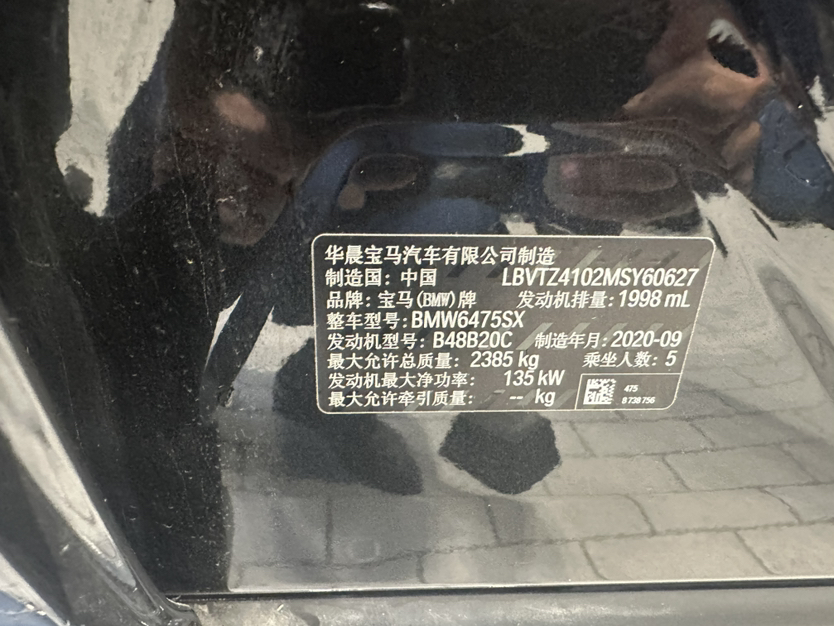 华晨宝马汽车有限公司制造
制造国：中国 LBVTZ4102MSY60627
品牌：宝马(BMW)牌 发动机排量：1998 mL
整车型号：BMW6475SX
发动机型号：B48B20C 制造年月：2020-09
最大允许总质量：2385 kg 乘坐人数：5
发动机最大净功率：135 kW
最大允许牵引质量：-- kg
475
8738756